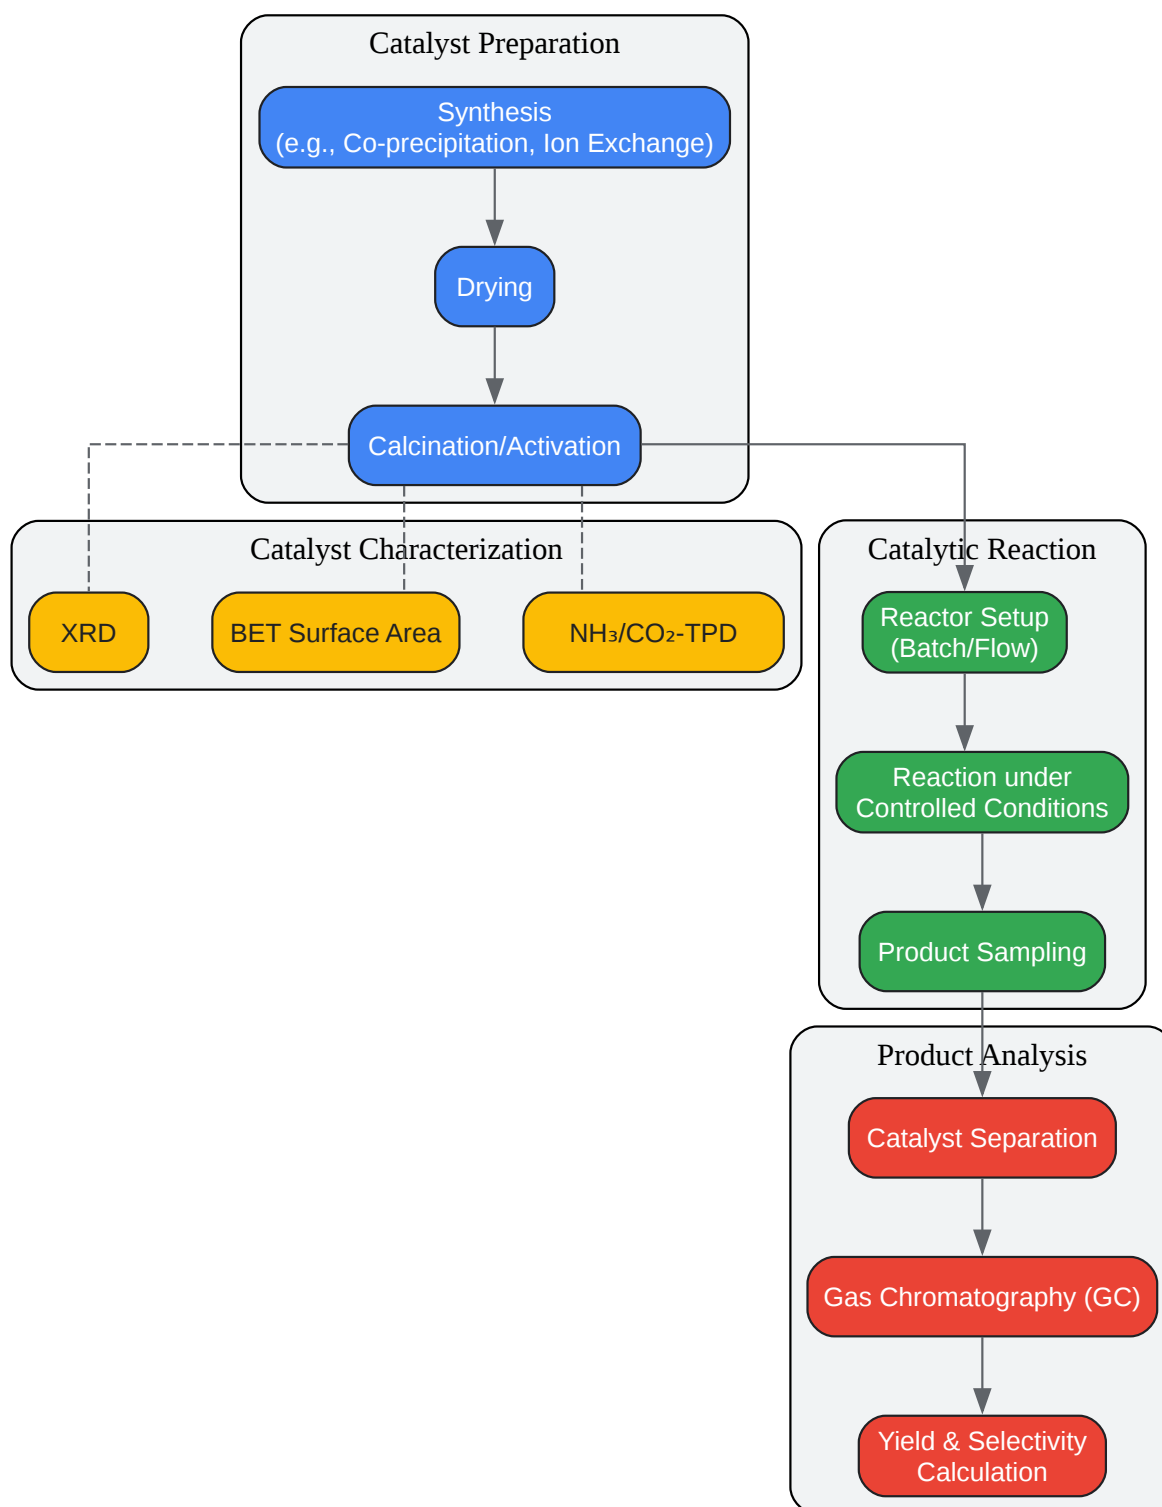 Catalyst Preparation
Synthesis
(e.g., Co-precipitation, Ion Exchange)
Drying
Calcination/Activation
Catalyst Characterization
XRD
BET Surface Area
NH₃/CO₂-TPD
Catalytic Reaction
Reactor Setup
(Batch/Flow)
Reaction under
Controlled Conditions
Product Sampling
Product Analysis
Catalyst Separation
Gas Chromatography (GC)
Yield & Selectivity
Calculation